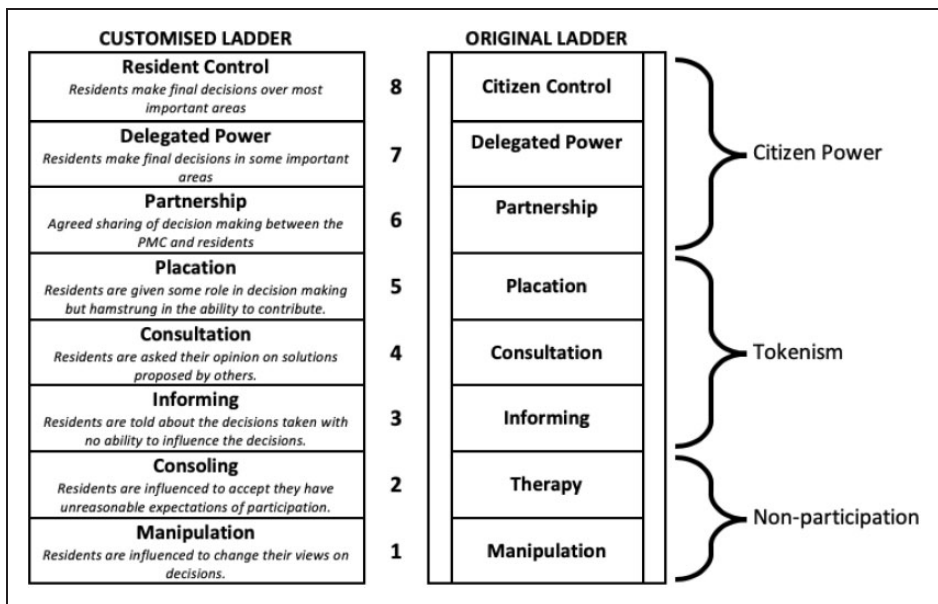 CUSTOMISED LADDER
Resident Control
Residents make final decisions over most
important areas
Delegated Power
Residents make final decisions in some important
areas
Partnership
Agreed sharing of decision making between the
PMC and residents
Placation
Residents are given some role in decision making
but hamstrung in the ability to contribute.
Consultation
Residents are asked their opinion on solutions
proposed by others.
Informing
Residents are told about the decisions taken with
no ability to influence the decisions.
Consoling
Residents are influenced to accept they have
unreasonable expectations of participation.
Manipulation
Residents are influenced to change their views on
decisions.
8
7
6
5
4
3
2
1
ORIGINAL LADDER
Citizen Control
Delegated Power
Partnership
Placation
Consultation
Informing
Therapy
Manipulation
Citizen Power
Tokenism
Non-participation